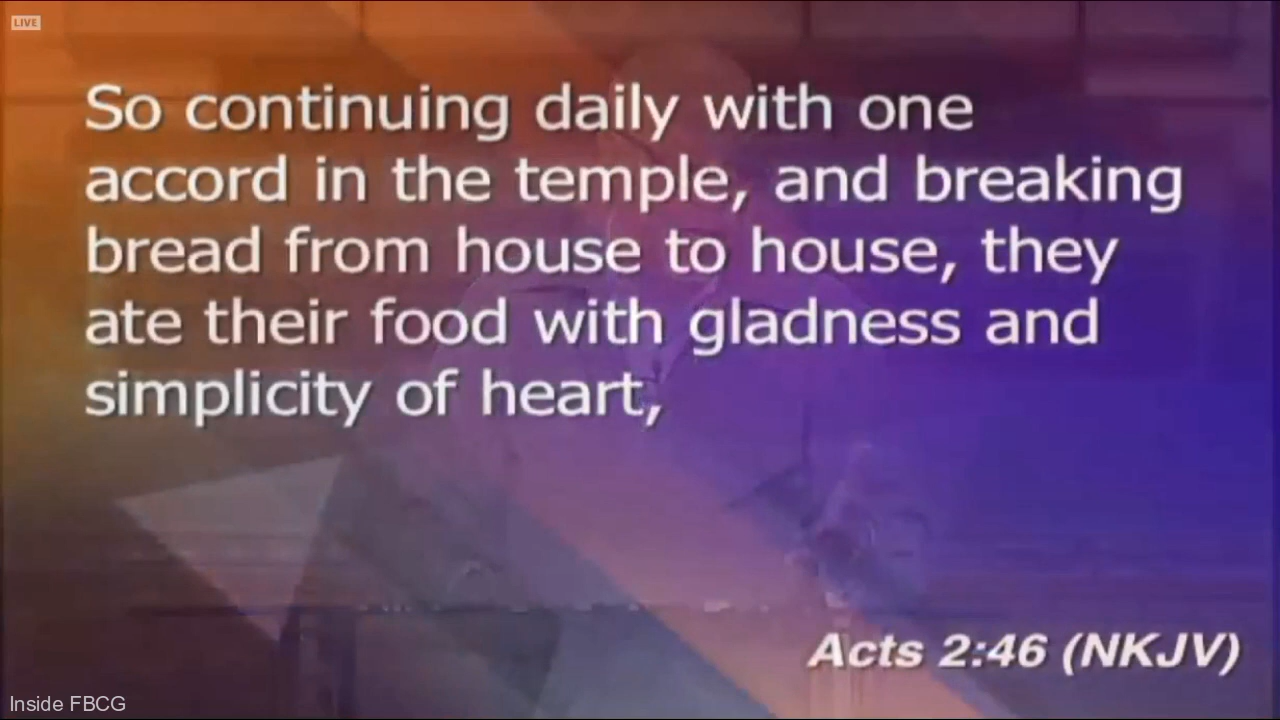 LIVE
So continuing daily with one
accord in the temple, and breaking
bread from house to house, they
ate their food with gladness and
simplicity of heart,
Acts 2:46 (NKJV)
Inside FBCG